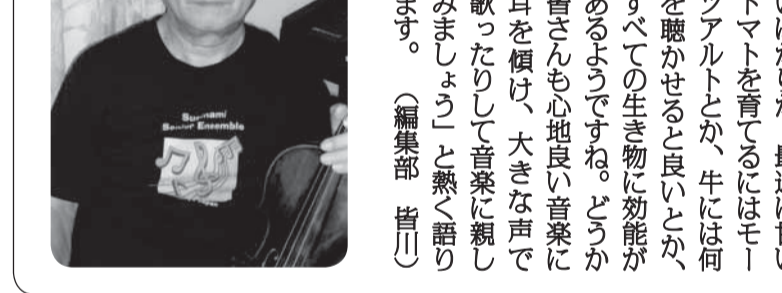 トマトを育てるにはモー
ツアルトとか、牛には何
を聴かせると良いとか、
すべての生き物に効能が
あるようですね。どうか
皆さんも心地良い音楽に
耳を傾け、大きな声で
歌ったりして音楽に親し
みましょう」と熱く語り
ます。　（編集部　皆川）
Senior Ensemble